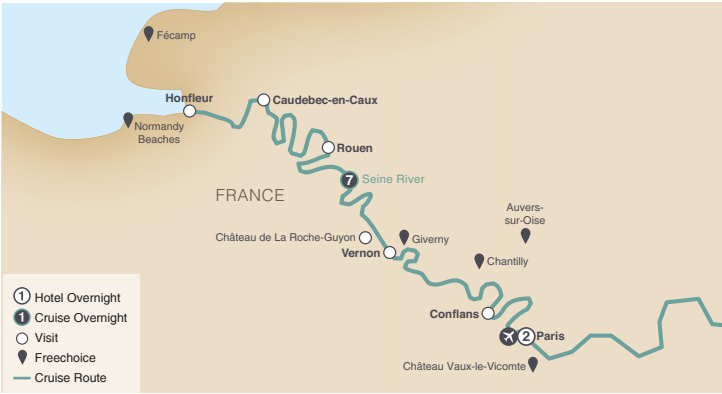 Fécamp
Honfleur
Caudebec-en-Caux
Normandy
Beaches
Rouen
7
Seine River
FRANCE
Auvers-
sur-Oise
Château de La Roche-Guyon
Giverny
Vernon
Chantilly
Conflans
2
Paris
Château Vaux-le-Vicomte
1 Hotel Overnight
1 Cruise Overnight
Visit
Freechoice
Cruise Route